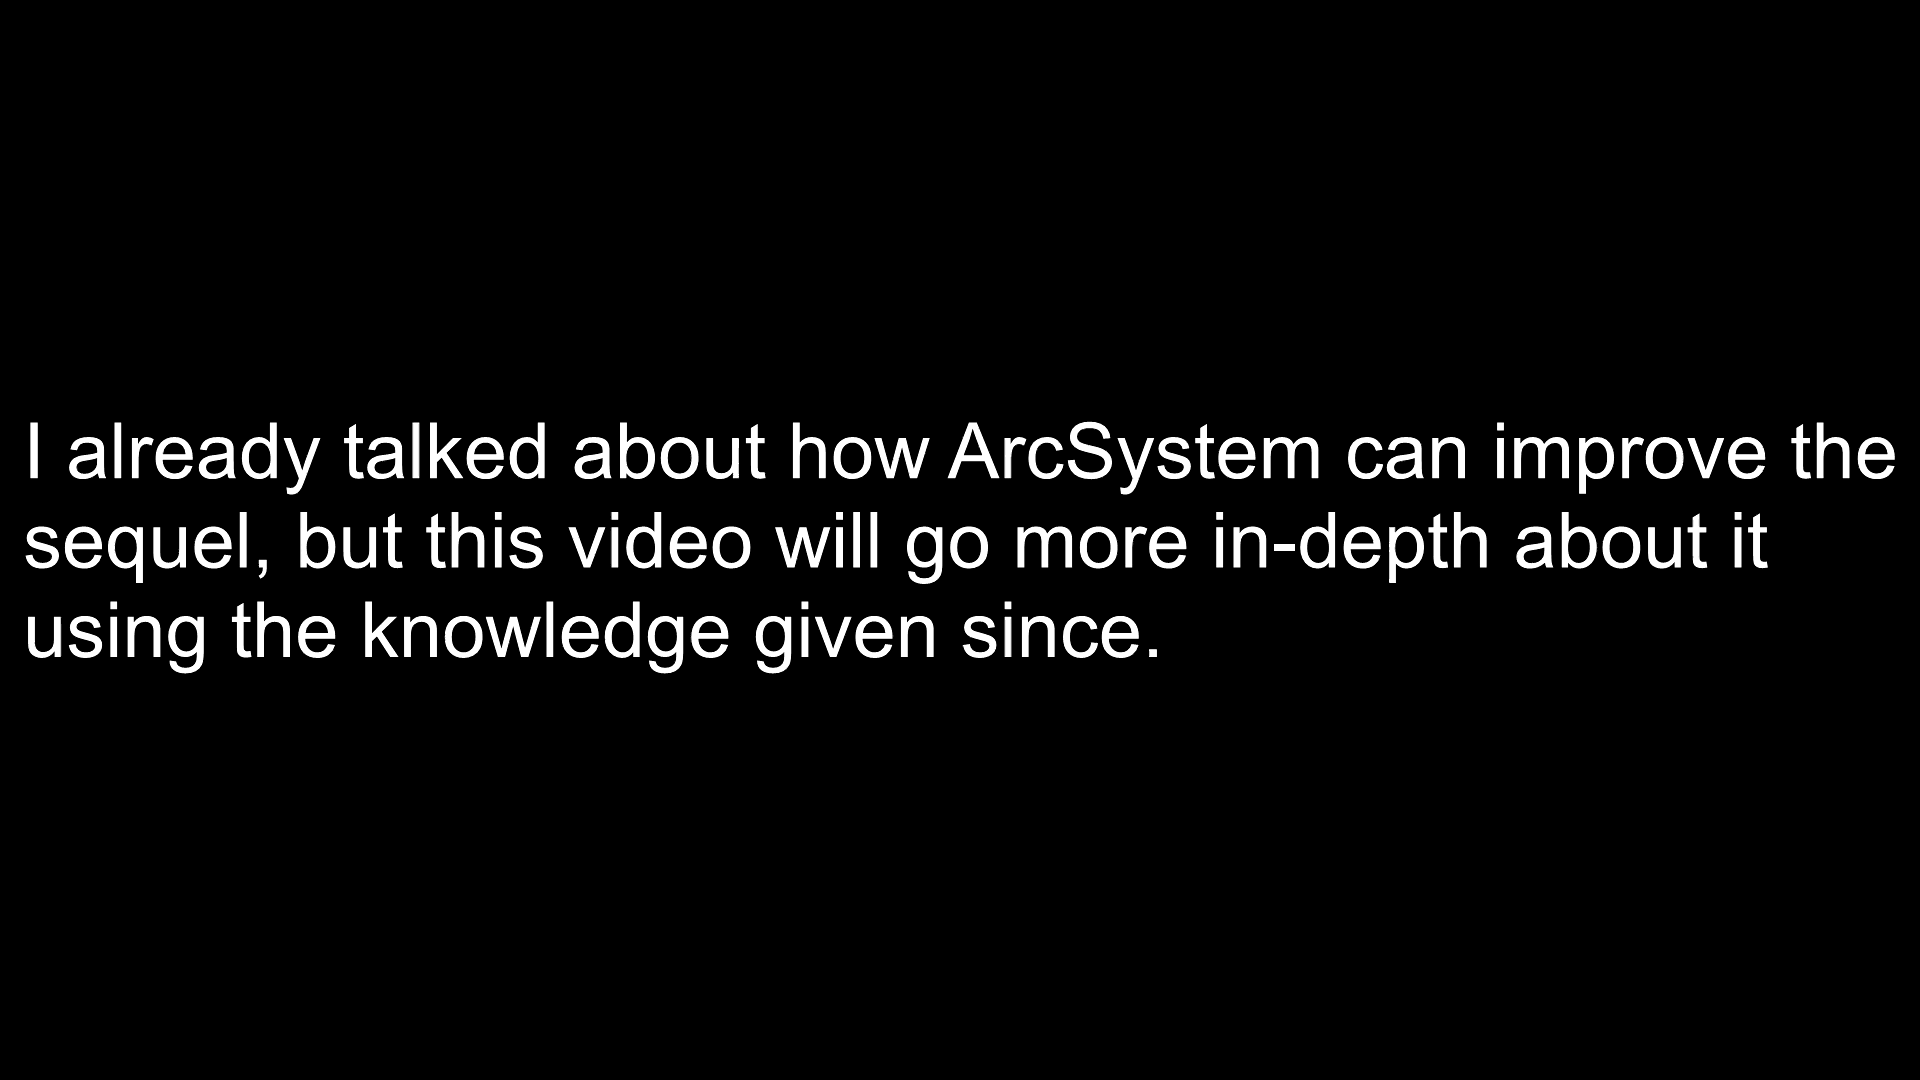 I already talked about how ArcSystem can improve the
sequel, but this video will go more in-depth about it
using the knowledge given since.